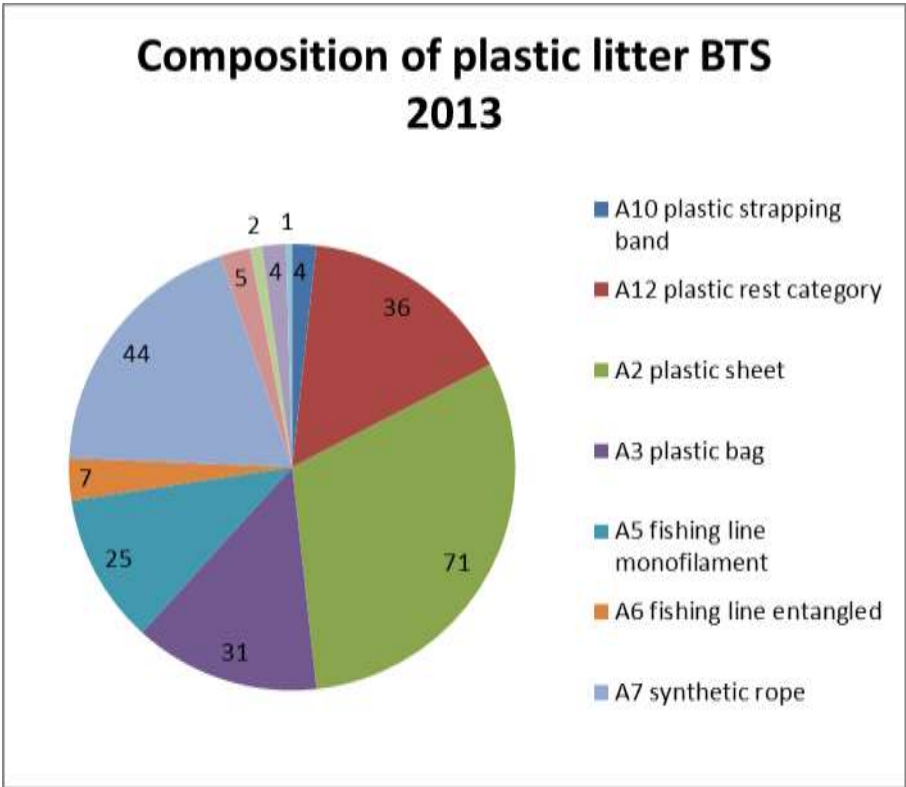 Composition of plastic litter BTS
2013
2
1
5
4
4
36
44
7
25
71
31
A10 plastic strapping
band
A12 plastic rest category
A2 plastic sheet
A3 plastic bag
A5 fishing line
monofilament
A6 fishing line entangled
A7 synthetic rope